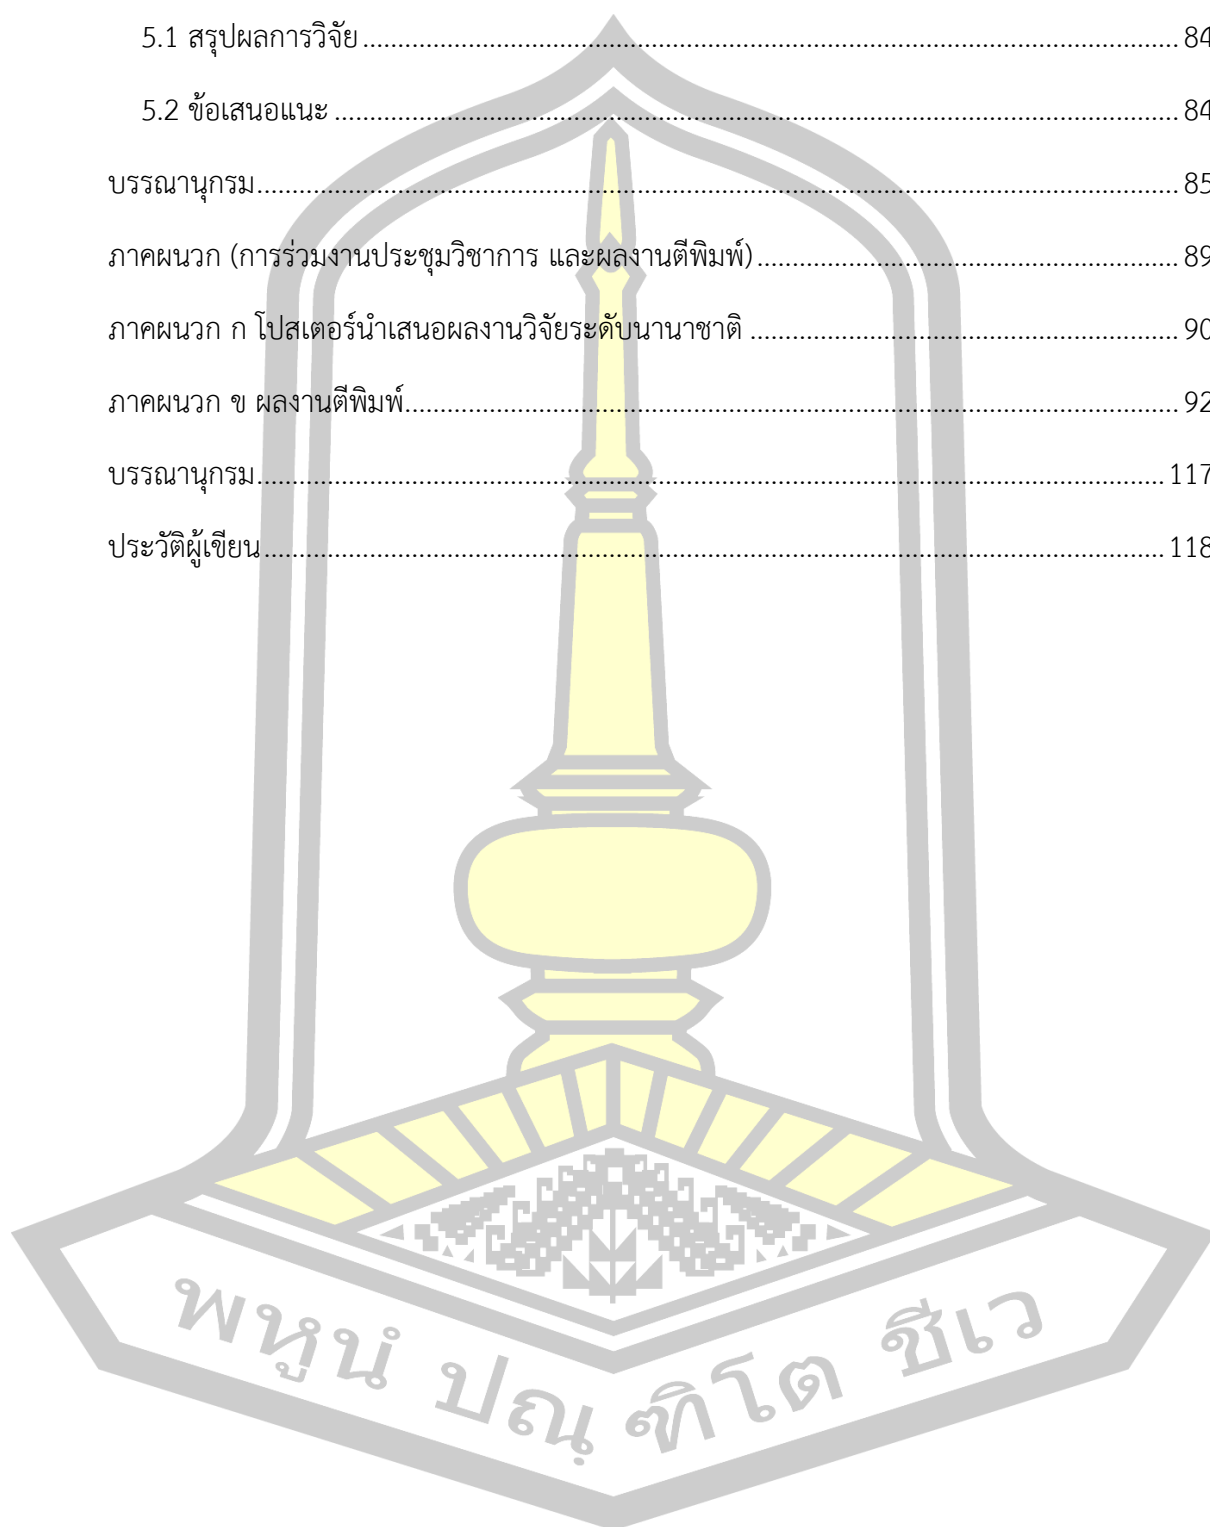 5.1 สรุปผลการวิจัย .......... 84
5.2 ข้อเสนอแนะ .......... 84
บรรณานุกรม .......... 85
ภาคผนวก (การร่วมงานประชุมวิชาการ และผลงานตีพิมพ์) .......... 89
ภาคผนวก ก โปสเตอร์นำเสนอผลงานวิจัยระดับนานาชาติ .......... 90
ภาคผนวก ข ผลงานตีพิมพ์ .......... 92
บรรณานุกรม .......... 117
ประวัติผู้เขียน .......... 118
พหูนํ ปณฺฑิโต ชีเว